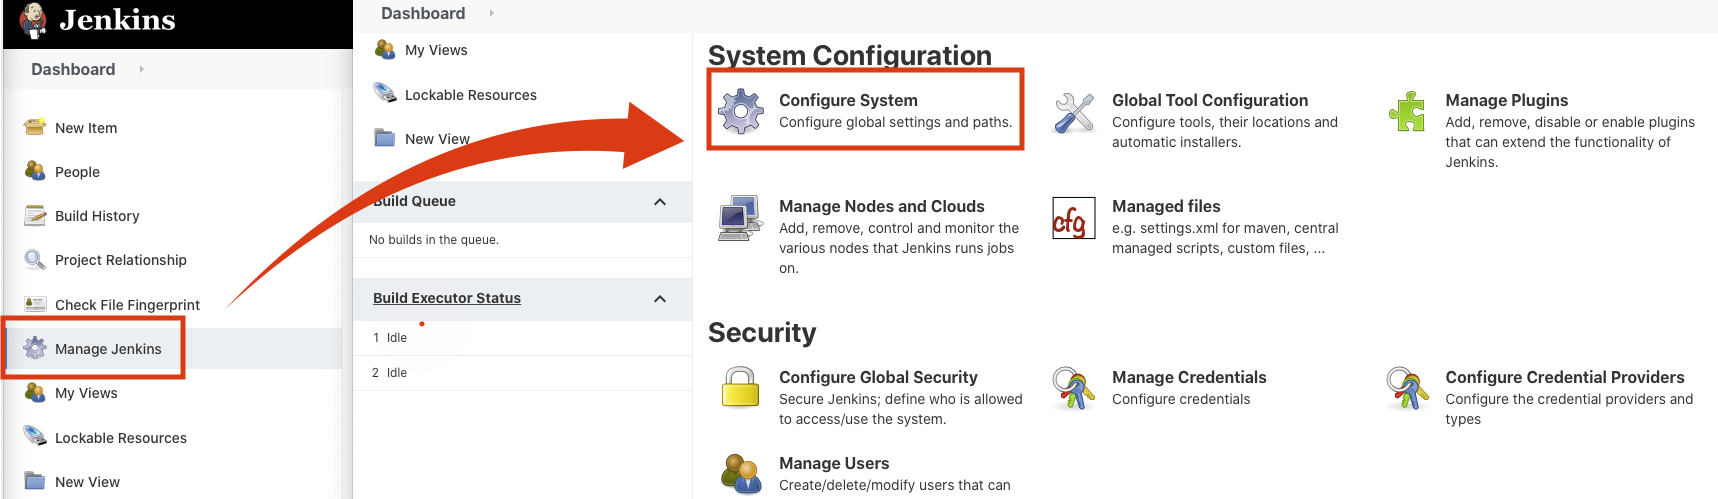 Jenkins
Dashboard
New Item
People
Build History
Project Relationship
Check File Fingerprint
Manage Jenkins
My Views
Lockable Resources
New View
Dashboard
My Views
Lockable Resources
New View
Build Queue
No builds in the queue.
Build Executor Status
1 Idle
2 Idle
System Configuration
Configure System
Configure global settings and paths.
Global Tool Configuration
Configure tools, their locations and
automatic installers.
Manage Plugins
Add, remove, disable or enable plugins
that can extend the functionality of
Jenkins.
Manage Nodes and Clouds
Add, remove, control and monitor the
various nodes that Jenkins runs jobs
on.
cfg
Managed files
e.g. settings.xml for maven, central
managed scripts, custom files, ...
Security
Configure Global Security
Secure Jenkins; define who is allowed
to access/use the system.
Manage Credentials
Configure credentials
Configure Credential Providers
Configure the credential providers and
types
Manage Users
Create/delete/modify users that can